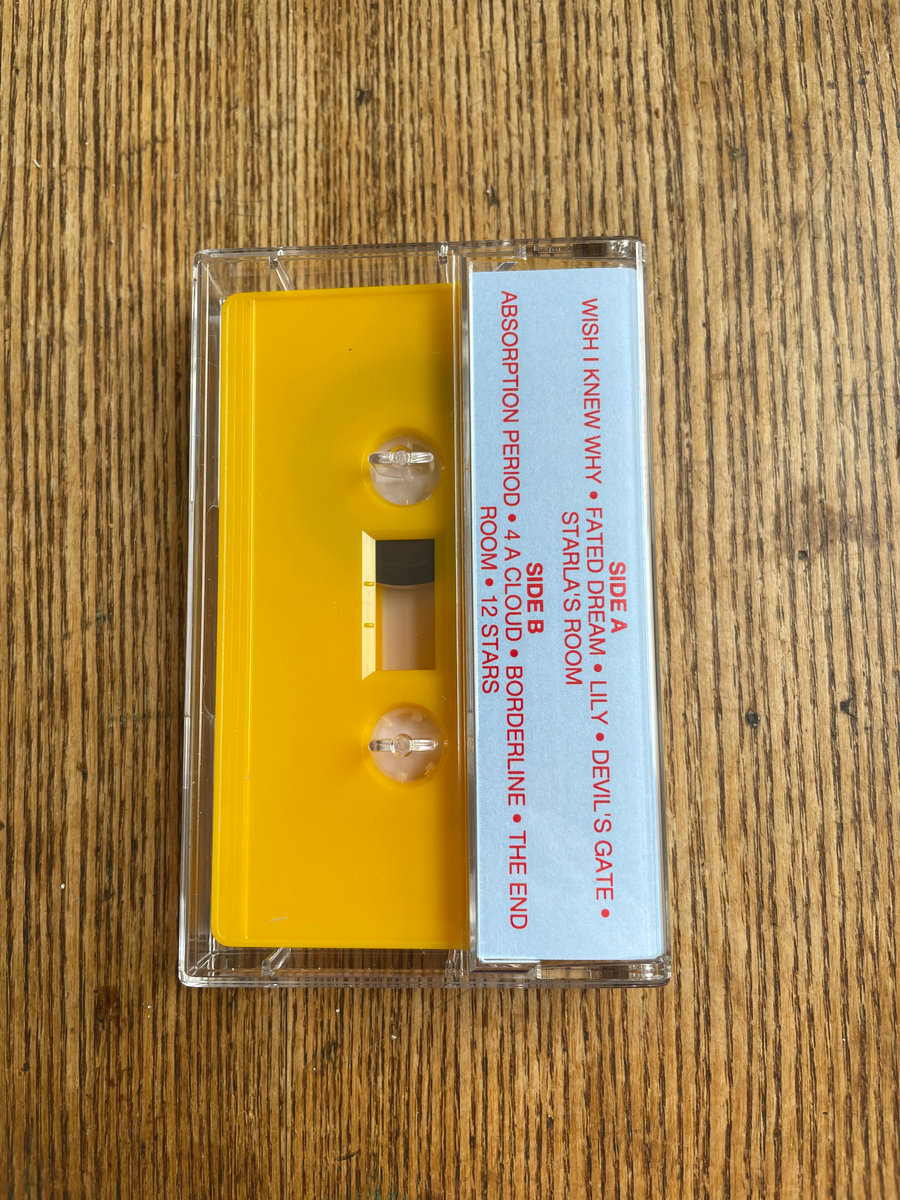 SIDE A
WISH I KNEW WHY • FATED DREAM • LILY • DEVIL'S GATE •
STARLA'S ROOM
SIDE B
ABSORPTION PERIOD • 4 A CLOUD • BORDERLINE • THE END
ROOM • 12 STARS